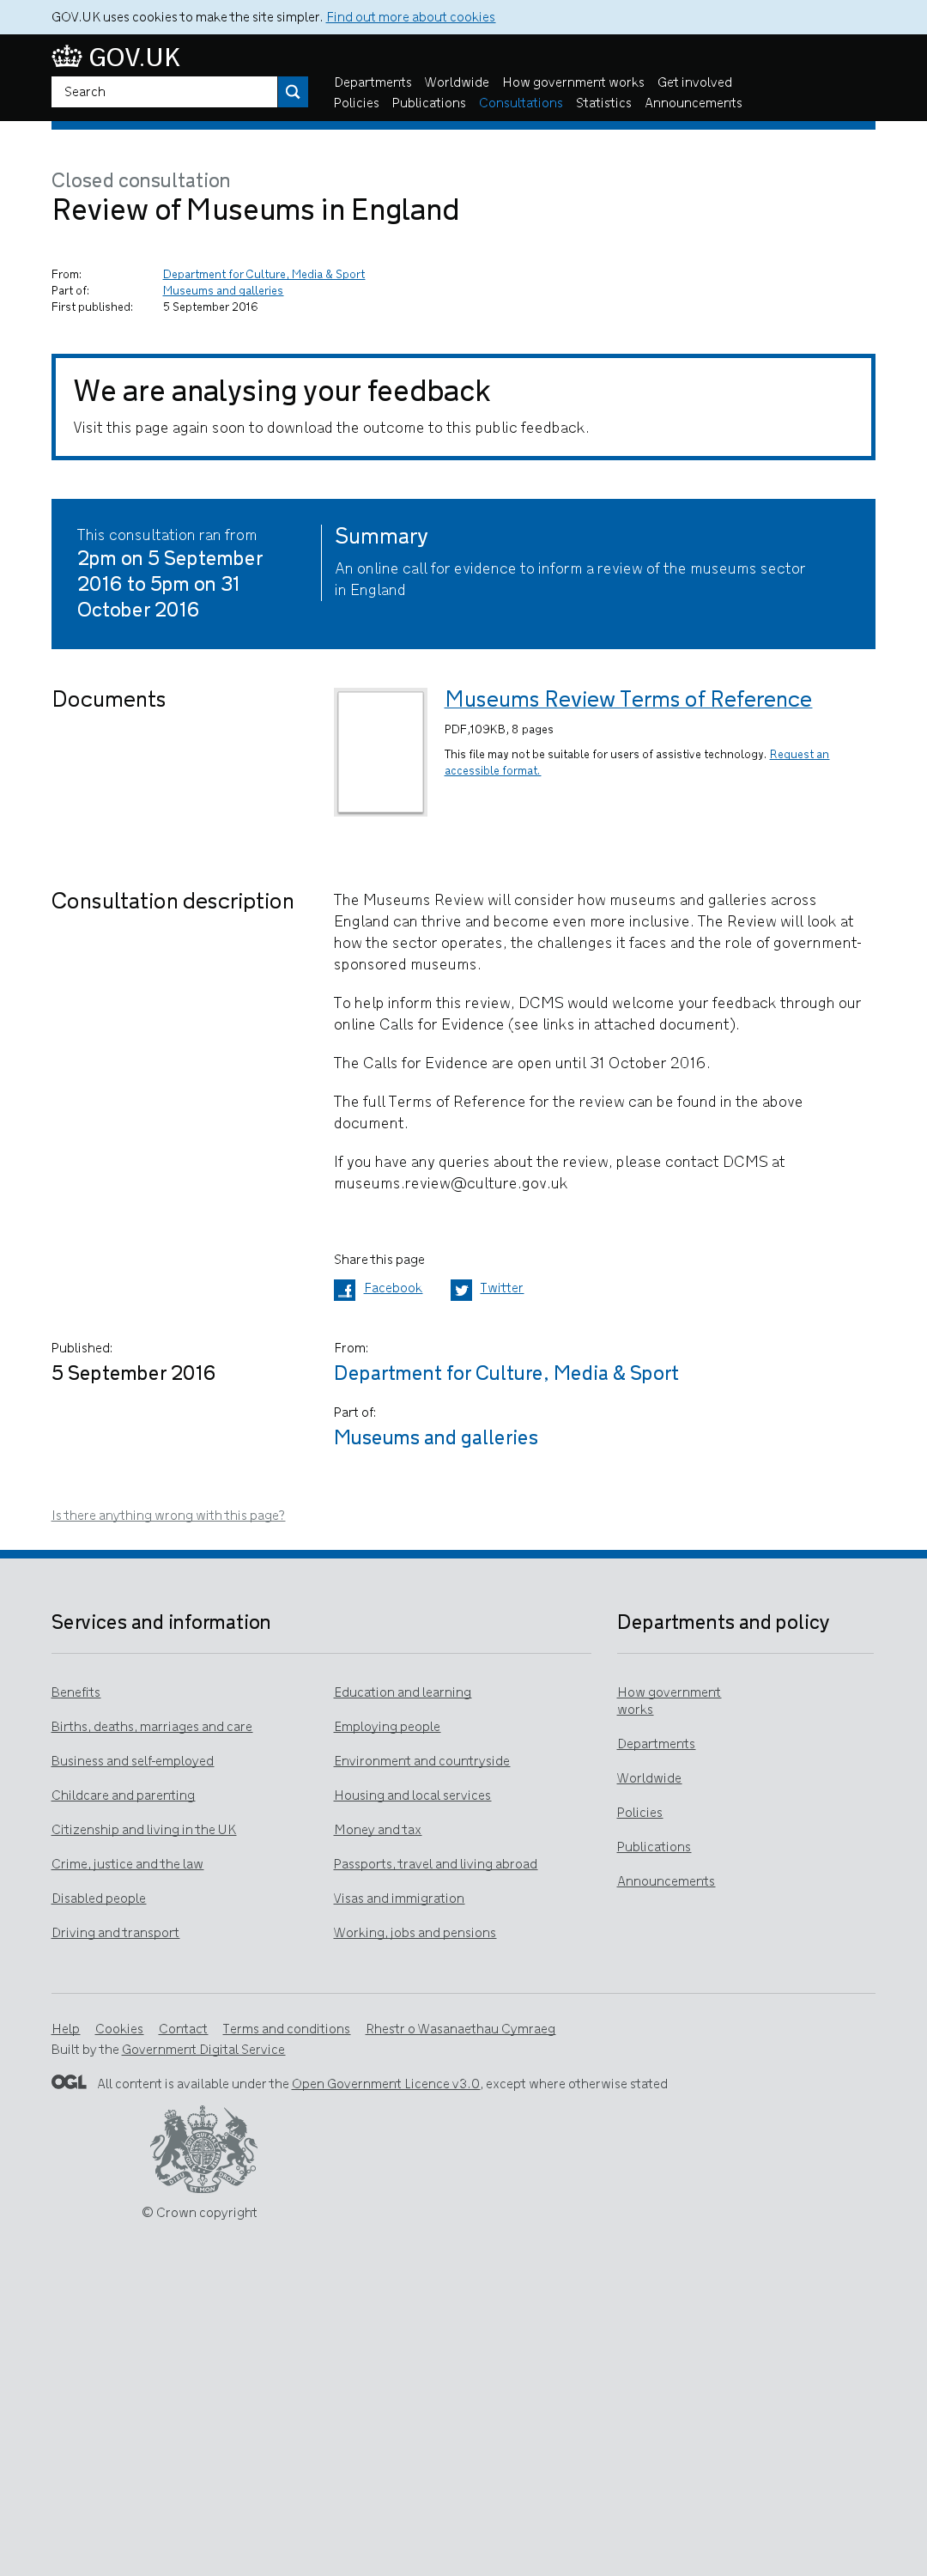 GOV.UK uses cookies to make the site simpler. Find out more about cookies
GOV.UK
Search
Departments Worldwide How government works Get involved
Policies Publications Consultations Statistics Announcements
Closed consultation
Review of Museums in England
From: Department for Culture, Media & Sport
Part of: Museums and galleries
First published: 5 September 2016
We are analysing your feedback
Visit this page again soon to download the outcome to this public feedback.
This consultation ran from
2pm on 5 September
2016 to 5pm on 31
October 2016
Summary
An online call for evidence to inform a review of the museums sector
in England
Documents
Museums Review Terms of Reference
PDF,109KB, 8 pages
This file may not be suitable for users of assistive technology. Request an
accessible format.
Consultation description
The Museums Review will consider how museums and galleries across
England can thrive and become even more inclusive. The Review will look at
how the sector operates, the challenges it faces and the role of government-
sponsored museums.
To help inform this review, DCMS would welcome your feedback through our
online Calls for Evidence (see links in attached document).
The Calls for Evidence are open until 31 October 2016.
The full Terms of Reference for the review can be found in the above
document.
If you have any queries about the review, please contact DCMS at
museums.review@culture.gov.uk
Share this page
Facebook Twitter
Published:
5 September 2016
From:
Department for Culture, Media & Sport
Part of:
Museums and galleries
Is there anything wrong with this page?
Services and information
Benefits
Births, deaths, marriages and care
Business and self-employed
Childcare and parenting
Citizenship and living in the UK
Crime, justice and the law
Disabled people
Driving and transport
Education and learning
Employing people
Environment and countryside
Housing and local services
Money and tax
Passports, travel and living abroad
Visas and immigration
Working, jobs and pensions
Departments and policy
How government
works
Departments
Worldwide
Policies
Publications
Announcements
Help Cookies Contact Terms and conditions Rhestr o Wasanaethau Cymraeg
Built by the Government Digital Service
OGL All content is available under the Open Government Licence v3.0, except where otherwise stated
© Crown copyright